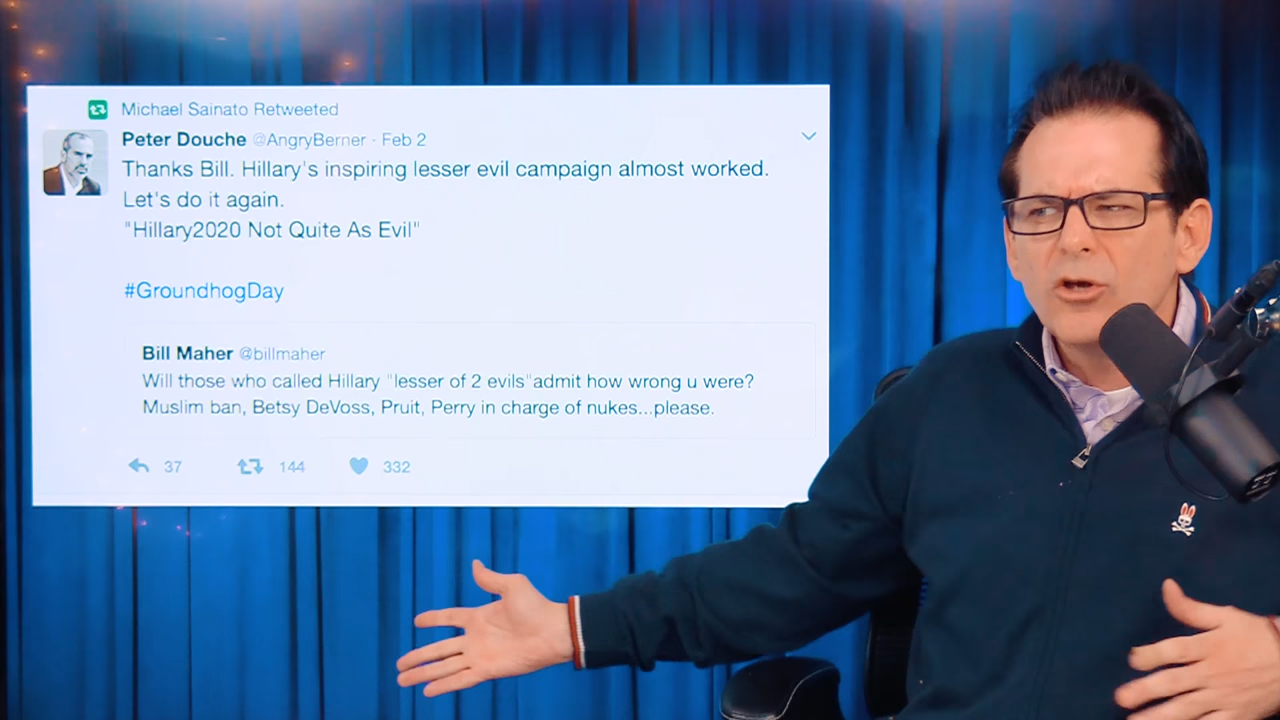 Michael Sainato Retweeted
Peter Douche @AngryBerner · Feb 2
Thanks Bill. Hillary's inspiring lesser evil campaign almost worked.
Let's do it again.
"Hillary2020 Not Quite As Evil"
#GroundhogDay
Bill Maher @billmaher
Will those who called Hillary "lesser of 2 evils"admit how wrong u were?
Muslim ban, Betsy DeVoss, Pruit, Perry in charge of nukes...please.
37 144 332